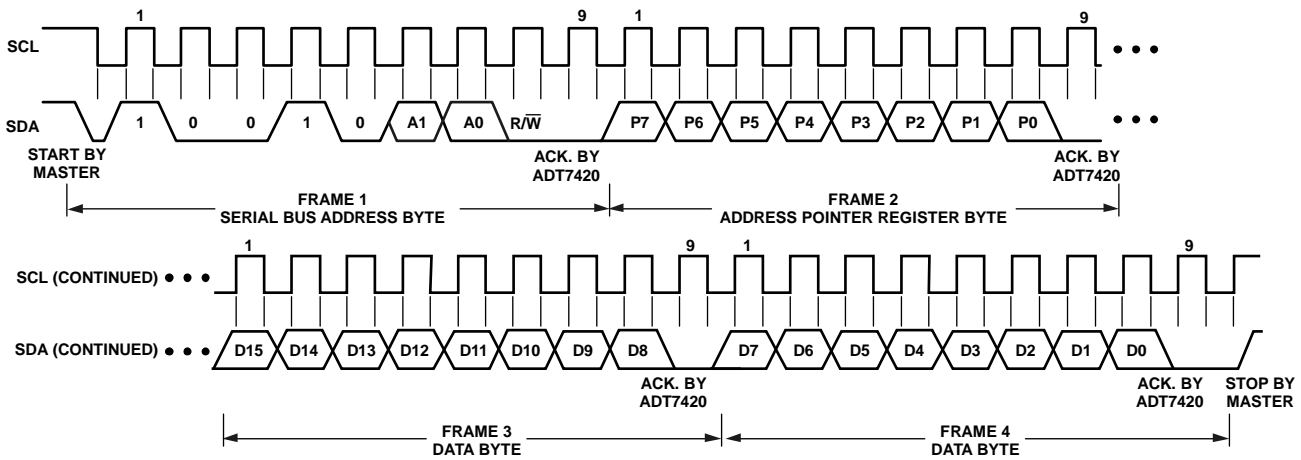 1 9 1 9
SCL
SDA 1 0 0 1 0 A1 A0 R/W̅ P7 P6 P5 P4 P3 P2 P1 P0
START BY MASTER
ACK. BY ADT7420
ACK. BY ADT7420
FRAME 1
SERIAL BUS ADDRESS BYTE
FRAME 2
ADDRESS POINTER REGISTER BYTE
1 9 1 9
SCL (CONTINUED)
SDA (CONTINUED) D15 D14 D13 D12 D11 D10 D9 D8 D7 D6 D5 D4 D3 D2 D1 D0
ACK. BY ADT7420
ACK. BY ADT7420
STOP BY MASTER
FRAME 3
DATA BYTE
FRAME 4
DATA BYTE